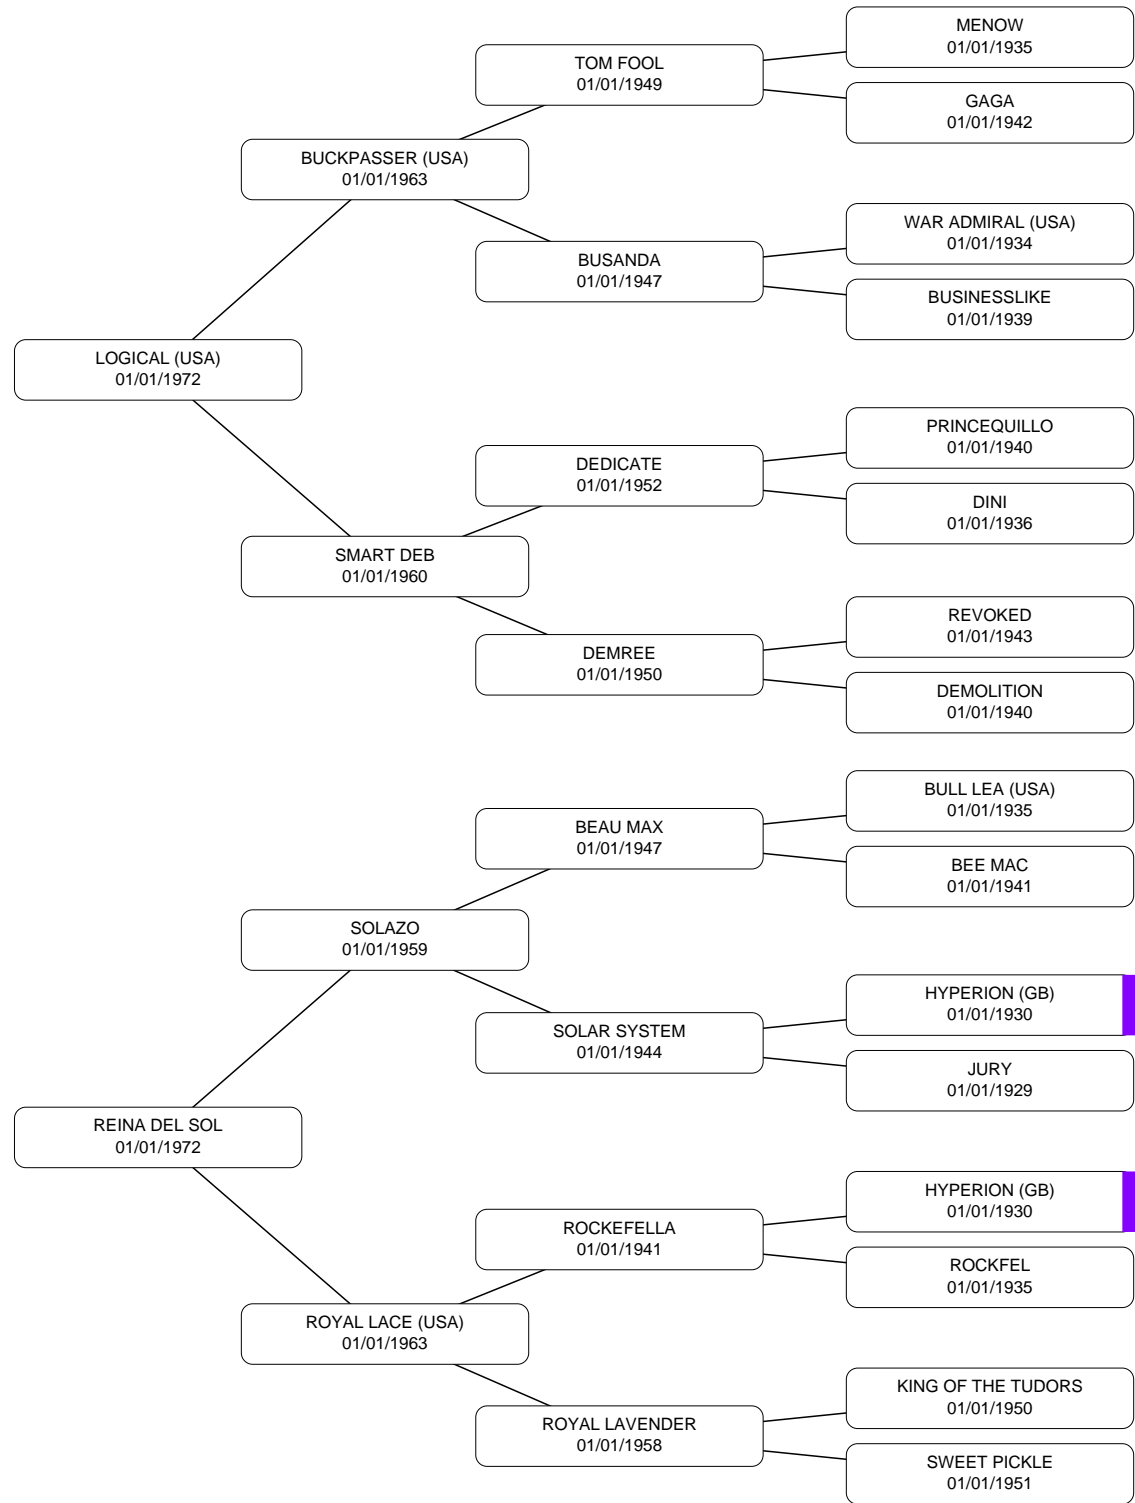 MENOW
01/01/1935
TOM FOOL
01/01/1949
GAGA
01/01/1942
BUCKPASSER (USA)
01/01/1963
WAR ADMIRAL (USA)
01/01/1934
BUSANDA
01/01/1947
BUSINESSLIKE
01/01/1939
LOGICAL (USA)
01/01/1972
PRINCEQUILLO
01/01/1940
DEDICATE
01/01/1952
DINI
01/01/1936
SMART DEB
01/01/1960
REVOKED
01/01/1943
DEMREE
01/01/1950
DEMOLITION
01/01/1940
BULL LEA (USA)
01/01/1935
BEAU MAX
01/01/1947
BEE MAC
01/01/1941
SOLAZO
01/01/1959
HYPERION (GB)
01/01/1930
SOLAR SYSTEM
01/01/1944
JURY
01/01/1929
REINA DEL SOL
01/01/1972
HYPERION (GB)
01/01/1930
ROCKEFELLA
01/01/1941
ROCKFEL
01/01/1935
ROYAL LACE (USA)
01/01/1963
KING OF THE TUDORS
01/01/1950
ROYAL LAVENDER
01/01/1958
SWEET PICKLE
01/01/1951